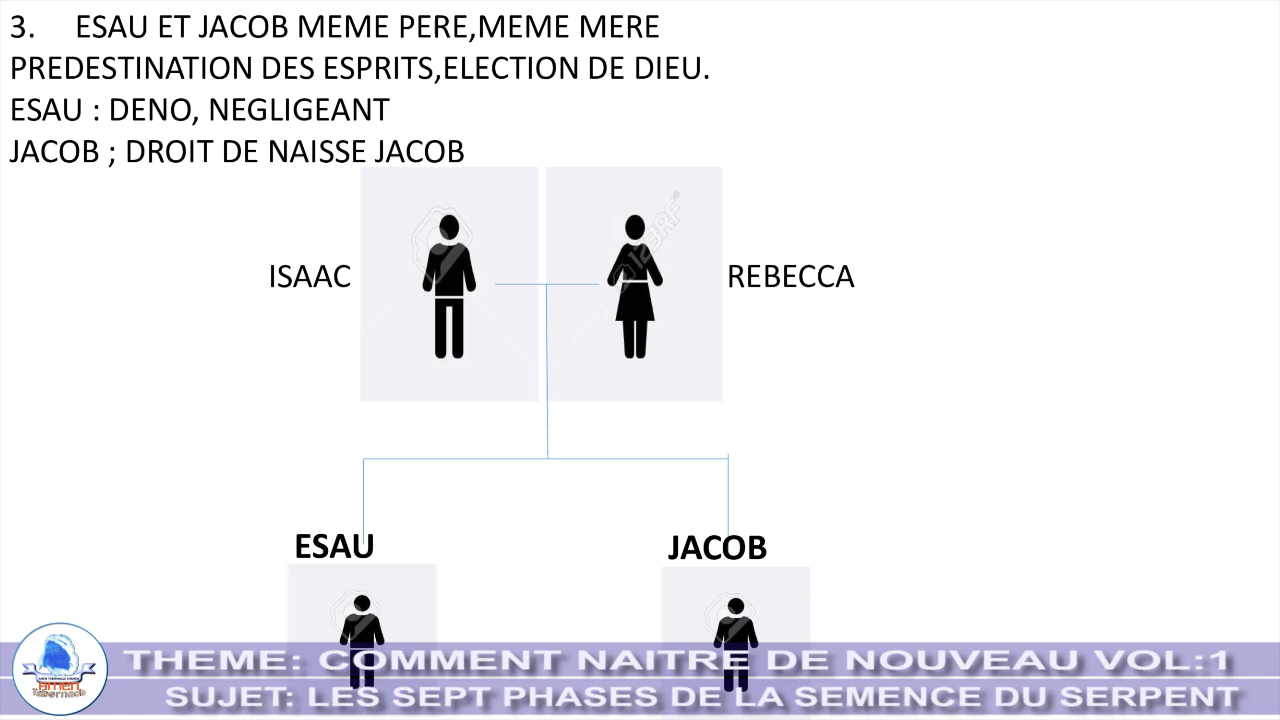 3. ESAU ET JACOB MEME PERE,MEME MERE
PREDESTINATION DES ESPRITS,ELECTION DE DIEU.
ESAU : DENO, NEGLIGEANT
JACOB ; DROIT DE NAISSE JACOB
ISAAC
REBECCA
123RF
ESAU
JACOB
THEME: COMMENT NAITRE DE NOUVEAU VOL:1
SUJET: LES SEPT PHASES DE LA SEMENCE DU SERPENT